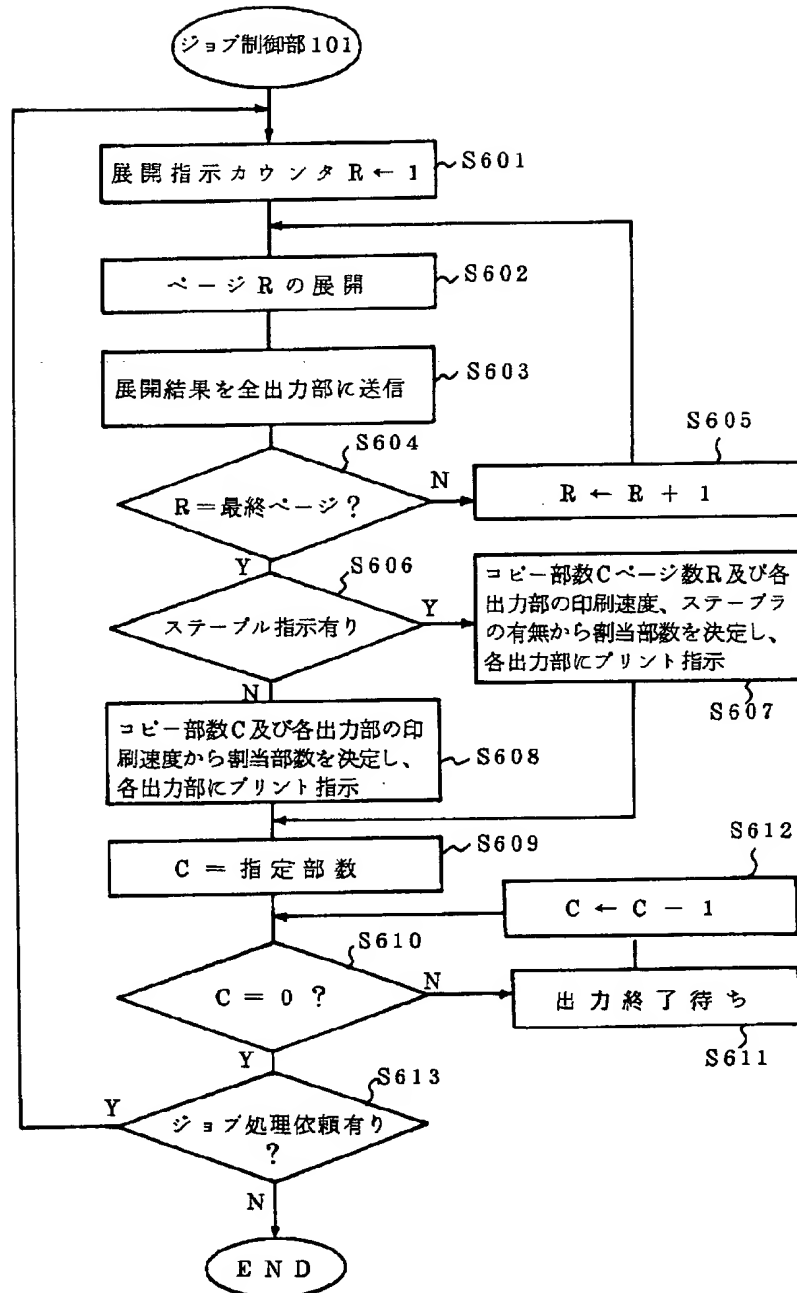 ジョブ制御部101
展開指示カウンタR←1
S601
ページRの展開
S602
展開結果を全出力部に送信
S603
S604
R=最終ページ?
N
S605
R←R+1
Y
S606
ステープル指示有り
Y
コピー部数Cページ数R及び各
出力部の印刷速度、ステープラ
の有無から割当部数を決定し、
各出力部にプリント指示
S607
N
コピー部数C及び各出力部の印
刷速度から割当部数を決定し、
各出力部にプリント指示
S608
C=指定部数
S609
S612
C←C-1
S610
C=0?
N
出力終了待ち
S611
Y
S613
Y
ジョブ処理依頼有り
?
N
END